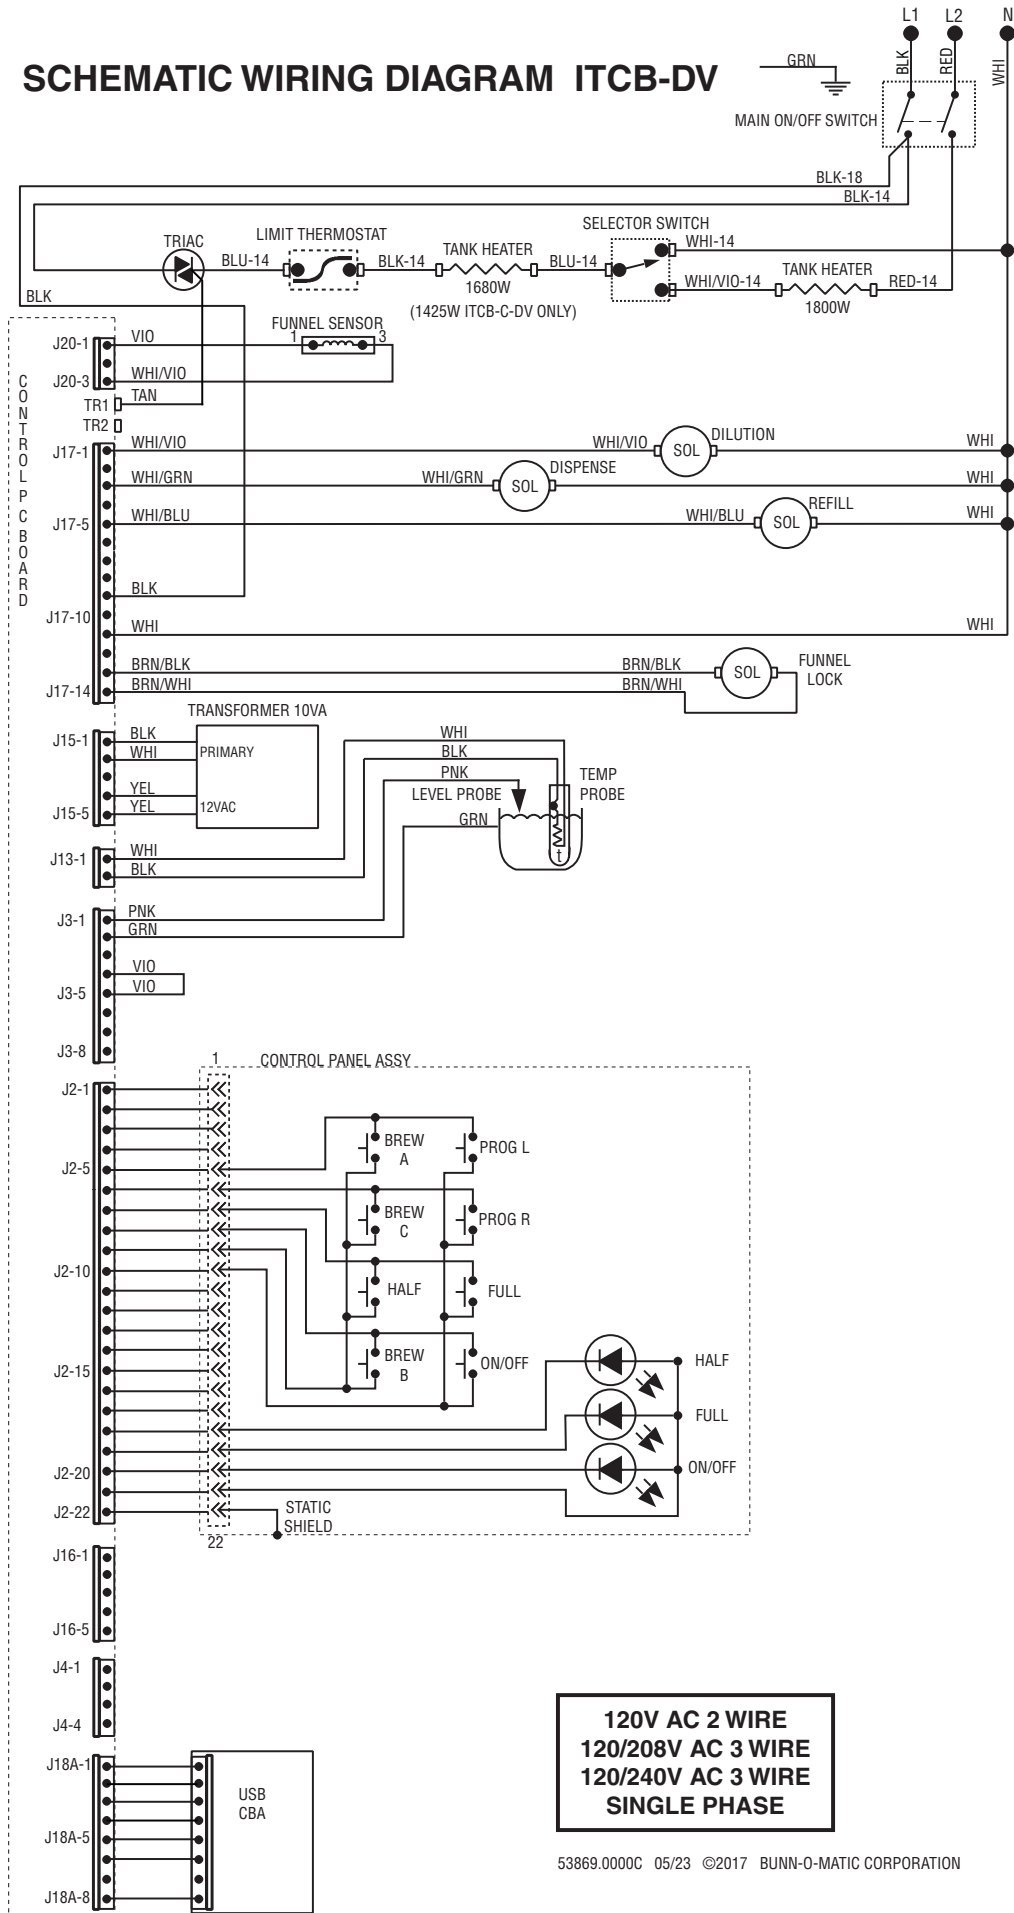 L1 L2 N
SCHEMATIC WIRING DIAGRAM ITCB-DV
GRN
BLK
RED
WHI
MAIN ON/OFF SWITCH
BLK-18
BLK-14
TRIAC
BLU-14
LIMIT THERMOSTAT
BLK-14
TANK HEATER
1680W
(1425W ITCB-C-DV ONLY)
BLU-14
SELECTOR SWITCH
WHI-14
WHI/VIO-14
TANK HEATER
1800W
RED-14
BLK
CONTROL PC BOARD
J20-1
VIO
FUNNEL SENSOR
1
3
J20-3
WHI/VIO
TR1
TAN
TR2
J17-1
WHI/VIO
WHI/VIO
SOL
DILUTION
WHI
WHI/GRN
WHI/GRN
SOL
DISPENSE
WHI
J17-5
WHI/BLU
WHI/BLU
SOL
REFILL
WHI
BLK
J17-10
WHI
WHI
BRN/BLK
BRN/BLK
SOL
FUNNEL
LOCK
J17-14
BRN/WHI
BRN/WHI
TRANSFORMER 10VA
J15-1
BLK
WHI
PRIMARY
YEL
J15-5
YEL
12VAC
WHI
BLK
PNK
LEVEL PROBE
GRN
TEMP
PROBE
t
J13-1
WHI
BLK
J3-1
PNK
GRN
VIO
J3-5
VIO
J3-8
1
CONTROL PANEL ASSY
J2-1
J2-5
J2-10
J2-15
J2-20
J2-22
BREW
A
PROG L
BREW
C
PROG R
HALF
FULL
BREW
B
ON/OFF
HALF
FULL
ON/OFF
STATIC
SHIELD
22
J16-1
J16-5
J4-1
J4-4
J18A-1
J18A-5
J18A-8
USB
CBA
120V AC 2 WIRE
120/208V AC 3 WIRE
120/240V AC 3 WIRE
SINGLE PHASE
53869.0000C 05/23 ©2017 BUNN-O-MATIC CORPORATION